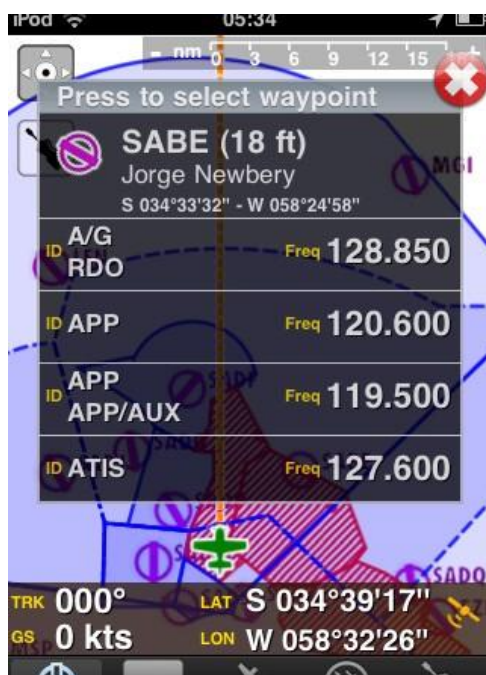 iPod 05:34
- nm 0 3 6 9 12 15 +
Press to select waypoint
SABE (18 ft)
Jorge Newbery
S 034°33'32" - W 058°24'58"
MGI
ID A/G RDO Freq 128.850
ID APP Freq 120.600
ID APP APP/AUX Freq 119.500
ID ATIS Freq 127.600
SADO
TRK 000° LAT S 034°39'17"
GS 0 kts LON W 058°32'26"